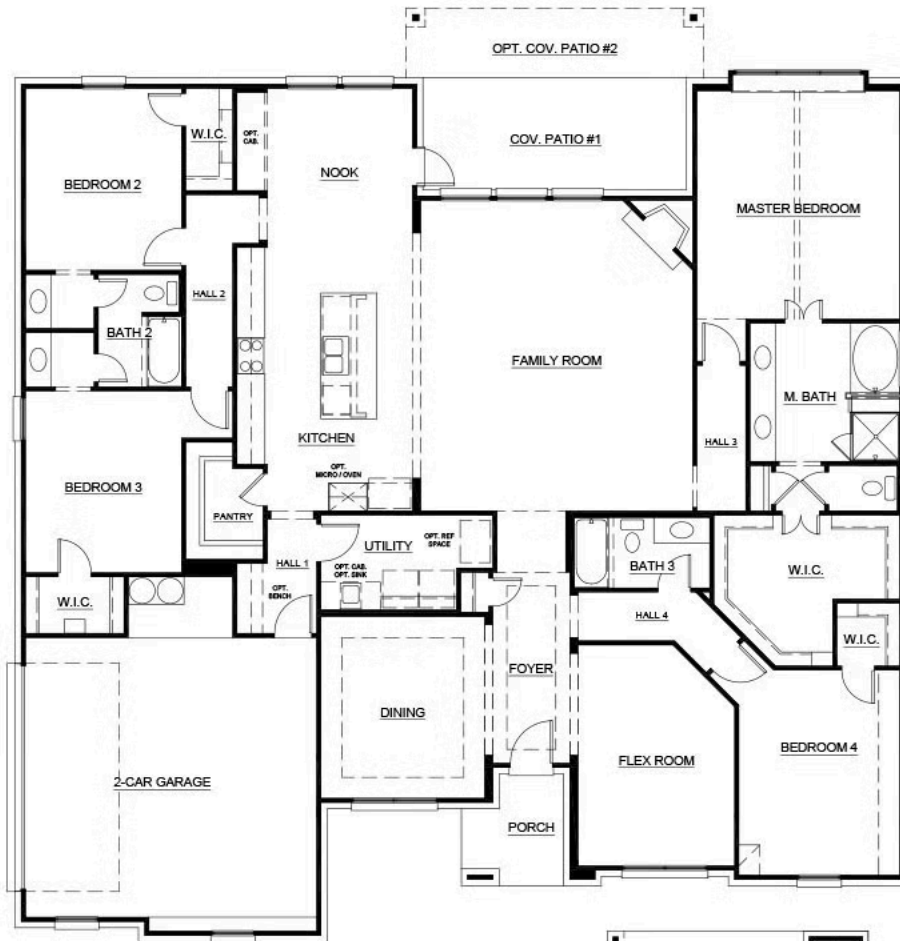 OPT. COV. PATIO #2
COV. PATIO #1
W.I.C.
OPT.
CAB.
NOOK
BEDROOM 2
MASTER BEDROOM
HALL 2
BATH 2
FAMILY ROOM
M. BATH
HALL 3
KITCHEN
OPT.
MICRO / OVEN
BEDROOM 3
PANTRY
UTILITY
OPT. REF
SPACE
HALL 1
OPT. CAB.
OPT. SINK
BATH 3
W.I.C.
W.I.C.
OPT.
BENCH
HALL 4
W.I.C.
FOYER
DINING
BEDROOM 4
FLEX ROOM
2-CAR GARAGE
PORCH